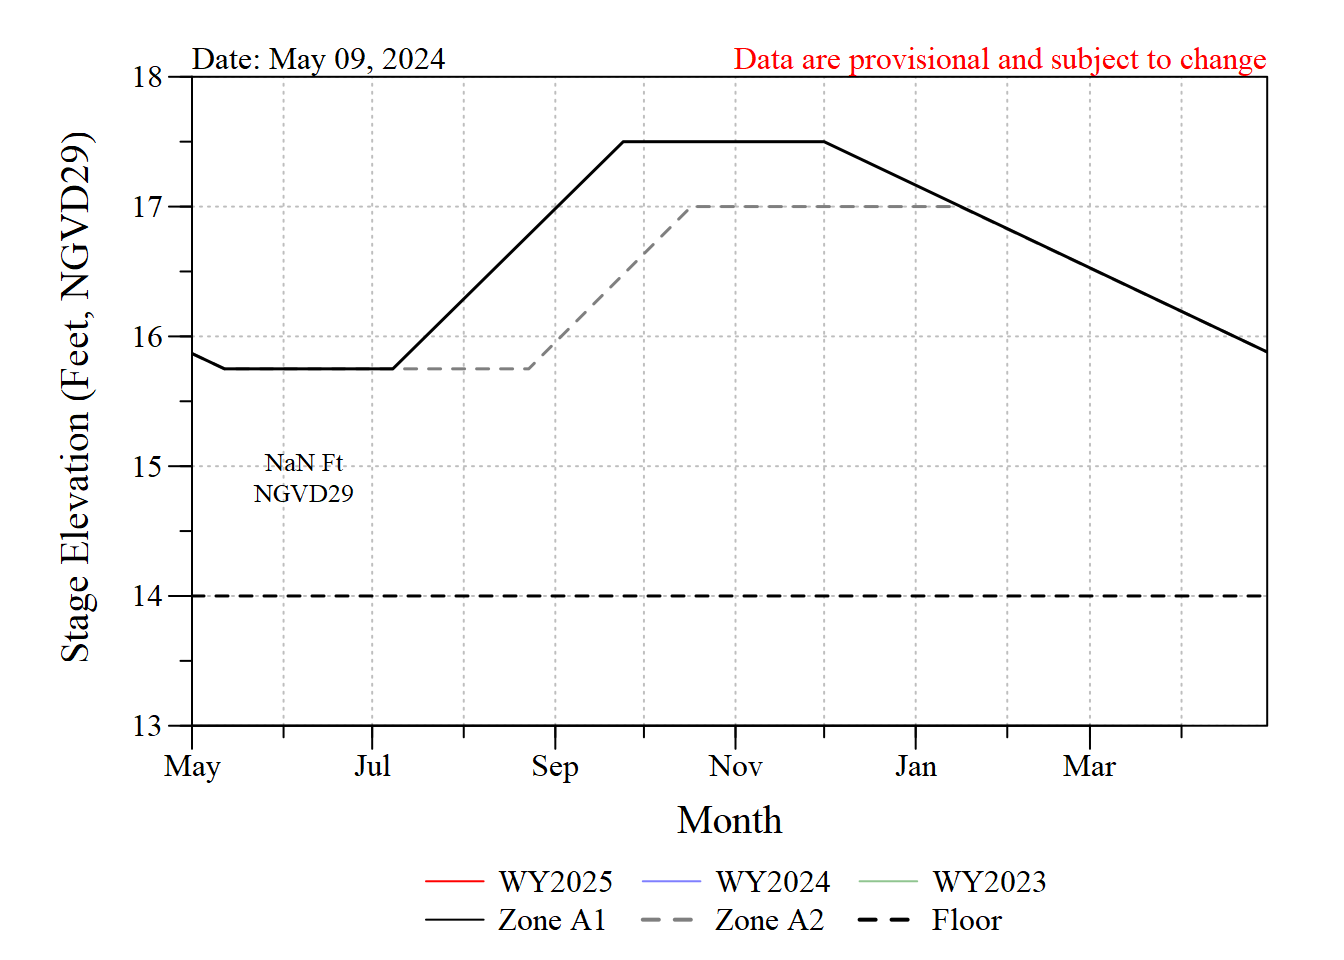 Date: May 09, 2024
Data are provisional and subject to change
Stage Elevation (Feet, NGVD29)
18
17
16
15
14
13
NaN Ft
NGVD29
May Jul Sep Nov Jan Mar
Month
WY2025 WY2024 WY2023
Zone A1 Zone A2 Floor